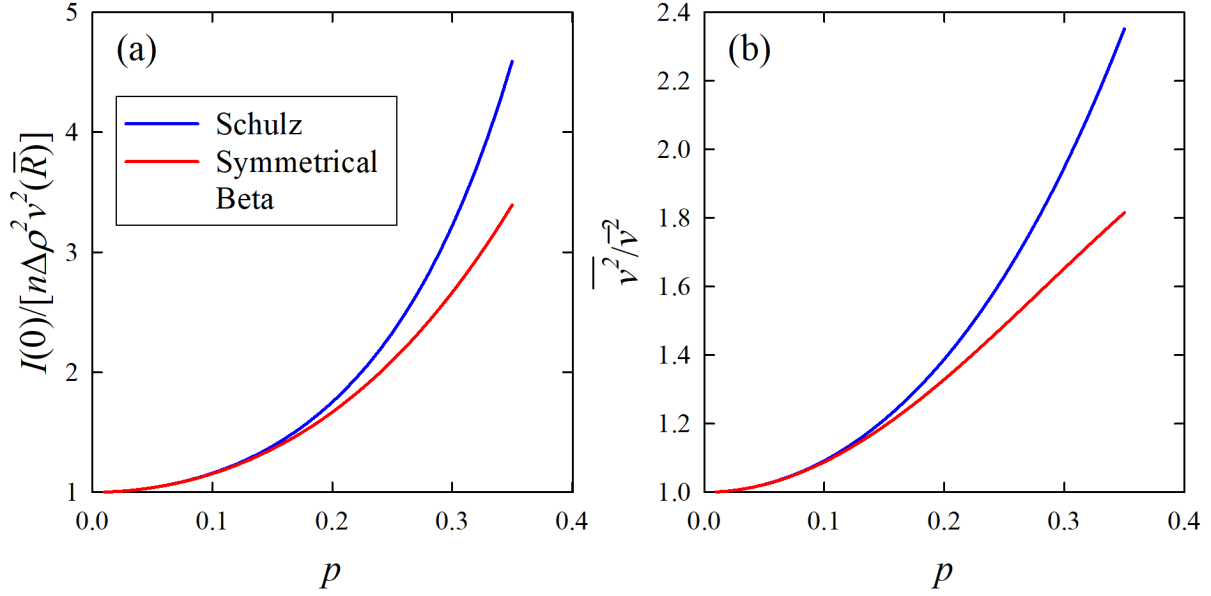 (a)
5
4
3
2
1
I(0)/[nΔρ²v²(R̅)]
Schulz
Symmetrical
Beta
0.0 0.1 0.2 0.3 0.4
p
(b)
2.4
2.2
2.0
1.8
1.6
1.4
1.2
1.0
v̅²̅/v̅²
0.0 0.1 0.2 0.3 0.4
p